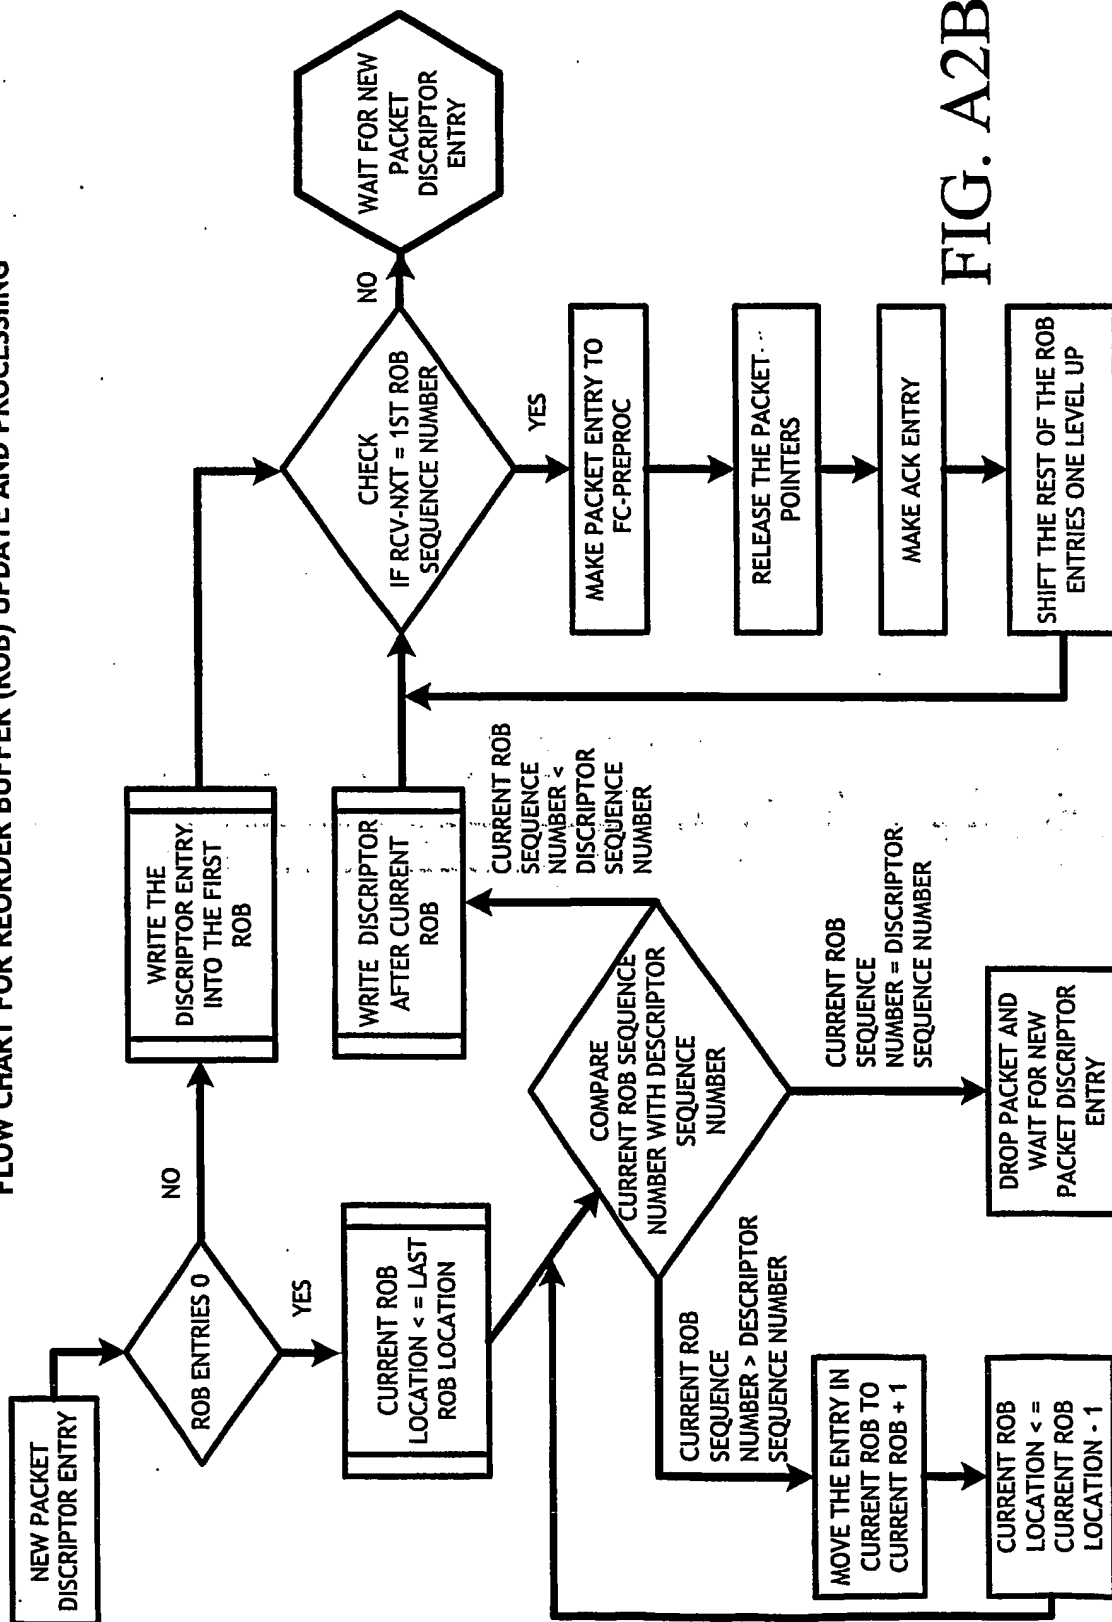 FLOW CHART FOR REORDER BUFFER (ROB) UPDATE AND PROCESSIING
NEW PACKET
DISCRIPTOR ENTRY
ROB ENTRIES 0
NO
YES
WRITE THE
DISCRIPTOR ENTRY
INTO THE FIRST
ROB
CURRENT ROB
LOCATION < = LAST
ROB LOCATION
WRITE DISCRIPTOR
AFTER CURRENT
ROB
CURRENT ROB
SEQUENCE
NUMBER <
DISCRIPTOR
SEQUENCE
NUMBER
COMPARE
CURRENT ROB SEQUENCE
NUMBER WITH DESCRIPTOR
SEQUENCE
NUMBER
CURRENT ROB
SEQUENCE
NUMBER > DESCRIPTOR
SEQUENCE NUMBER
MOVE THE ENTRY IN
CURRENT ROB TO
CURRENT ROB + 1
CURRENT ROB
LOCATION < =
CURRENT ROB
LOCATION - 1
CURRENT ROB
SEQUENCE
NUMBER = DISCRIPTOR
SEQUENCE NUMBER
DROP PACKET AND
WAIT FOR NEW
PACKET DISCRIPTOR
ENTRY
CHECK
IF RCV-NXT = 1ST ROB
SEQUENCE NUMBER
NO
WAIT FOR NEW
PACKET
DISCRIPTOR
ENTRY
YES
MAKE PACKET ENTRY TO
FC-PREPROC
RELEASE THE PACKET
POINTERS
MAKE ACK ENTRY
SHIFT THE REST OF THE ROB
ENTRIES ONE LEVEL UP
FIG. A2B